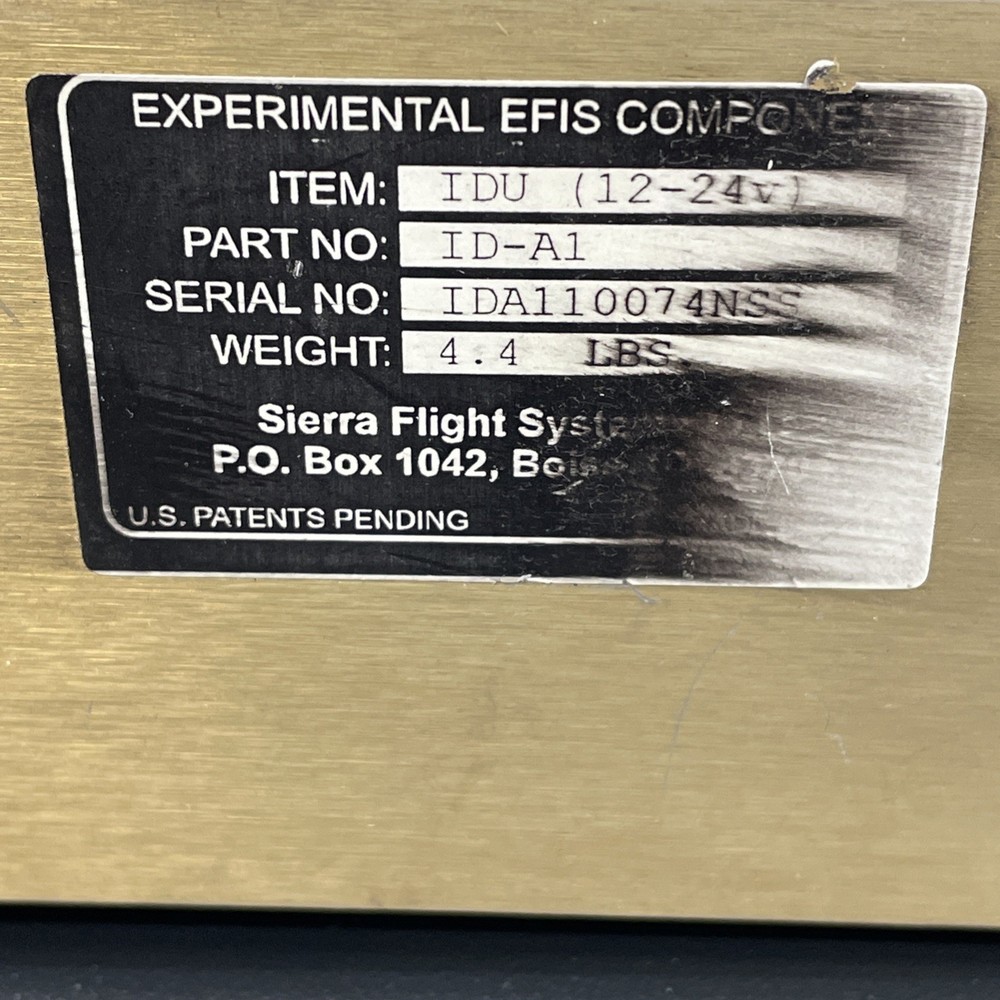 EXPERIMENTAL EFIS COMPONENT
ITEM: IDU (12-24v)
PART NO: ID-A1
SERIAL NO: IDA110074NSS
WEIGHT: 4.4 LBS.
Sierra Flight
P.O. Box 1042,
U.S. PATENTS PENDING